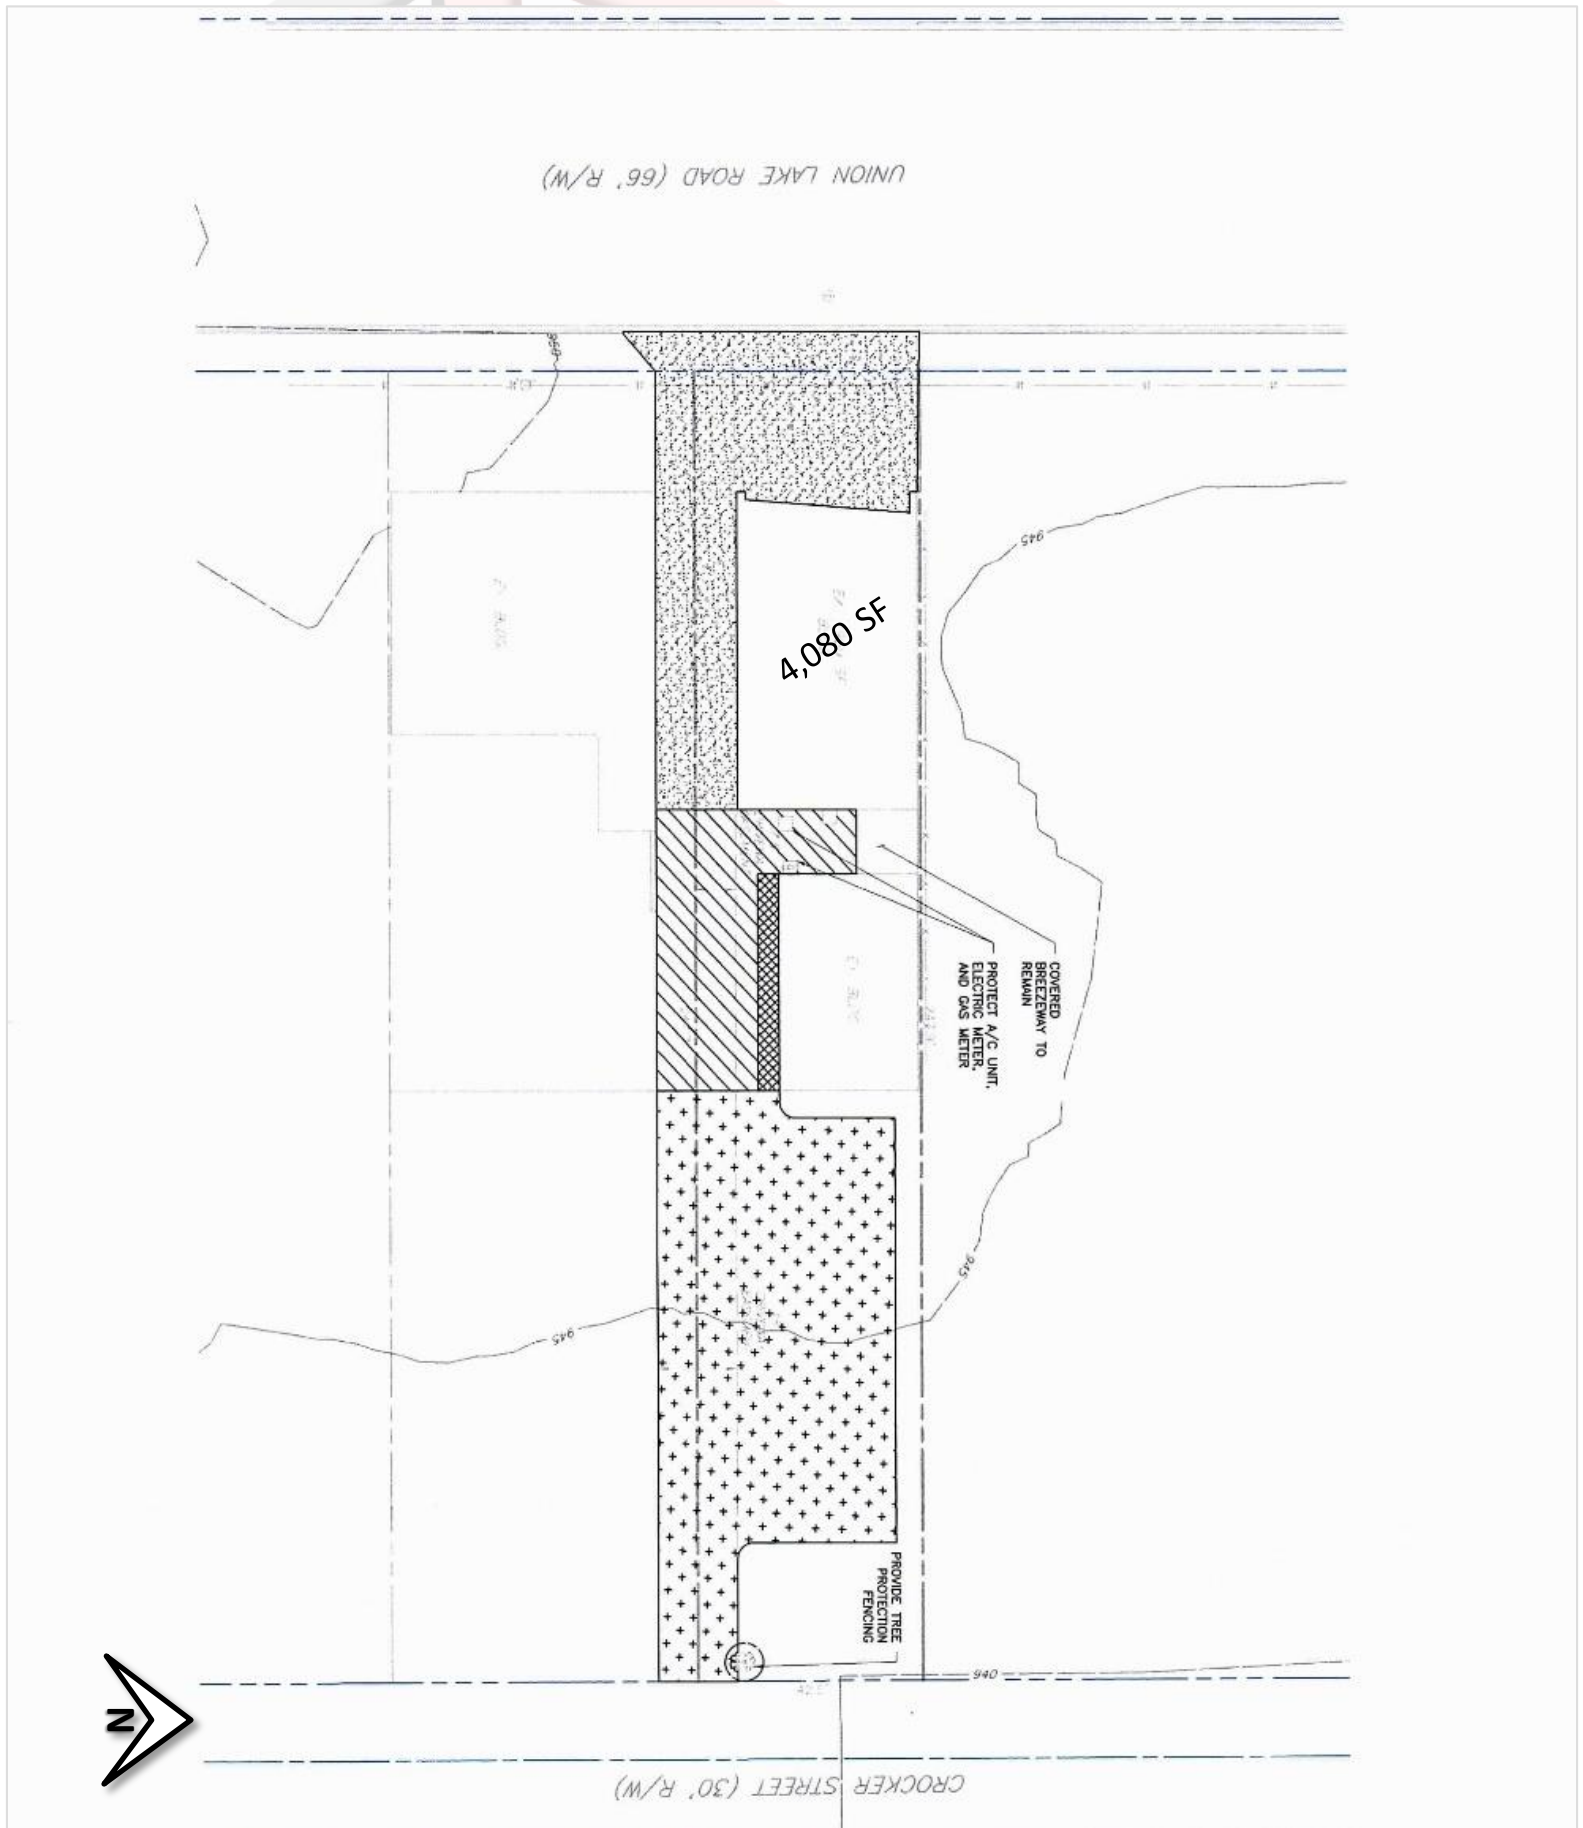 UNION LAKE ROAD (66' R/W)
960
945
4,080 SF
COVERED
BREEZEWAY TO
REMAIN
PROTECT A/C UNIT,
ELECTRIC METER,
AND GAS METER
945
945
PROVIDE TREE
PROTECTION
FENCING
940
N
CROCKER STREET (30' R/W)